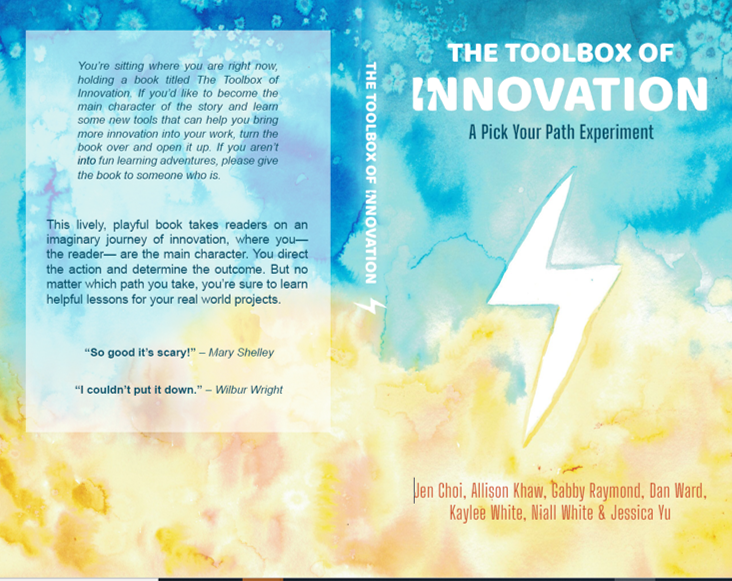 You're sitting where you are right now,
holding a book titled The Toolbox of
Innovation. If you'd like to become the
main character of the story and learn
some new tools that can help you bring
more innovation into your work, turn the
book over and open it up. If you aren't
into fun learning adventures, please give
the book to someone who is.
This lively, playful book takes readers on an
imaginary journey of innovation, where you—
the reader— are the main character. You direct
the action and determine the outcome. But no
matter which path you take, you're sure to learn
helpful lessons for your real world projects.
“So good it's scary!” – Mary Shelley
“I couldn't put it down.” – Wilbur Wright
THE TOOLBOX OF INNOVATION
THE TOOLBOX OF
INNOVATION
A Pick Your Path Experiment
Jen Choi, Allison Khaw, Gabby Raymond, Dan Ward,
Kaylee White, Niall White & Jessica Yu